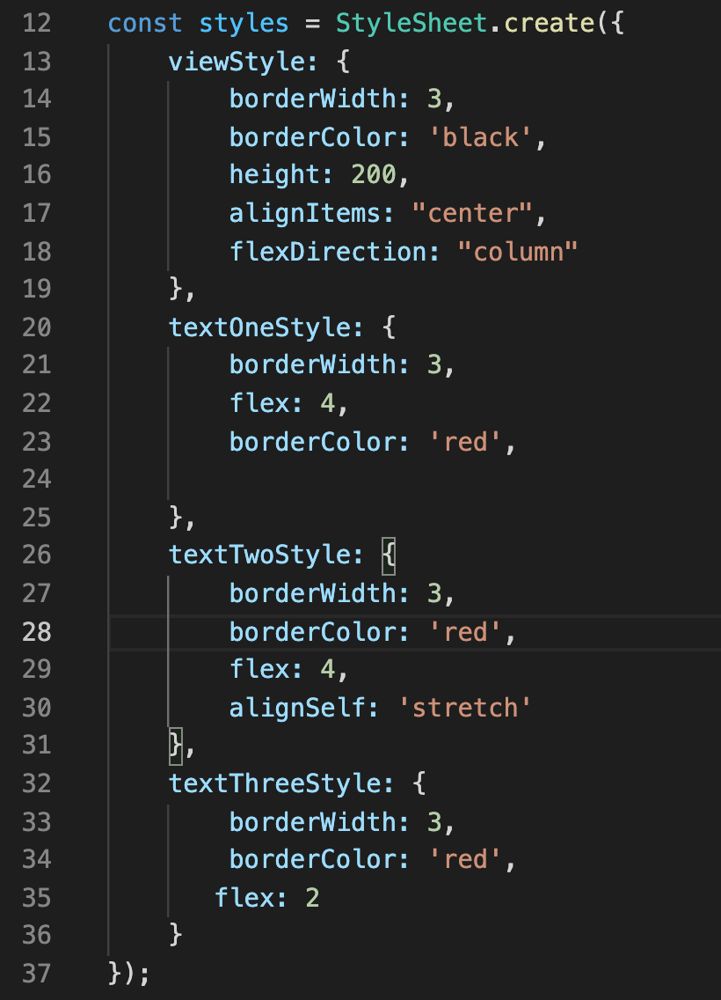 12 const styles = StyleSheet.create({
13 viewStyle: {
14 borderWidth: 3,
15 borderColor: 'black',
16 height: 200,
17 alignItems: "center",
18 flexDirection: "column"
19 },
20 textOneStyle: {
21 borderWidth: 3,
22 flex: 4,
23 borderColor: 'red',
24
25 },
26 textTwoStyle: {
27 borderWidth: 3,
28 borderColor: 'red',
29 flex: 4,
30 alignSelf: 'stretch'
31 },
32 textThreeStyle: {
33 borderWidth: 3,
34 borderColor: 'red',
35 flex: 2
36 }
37 });